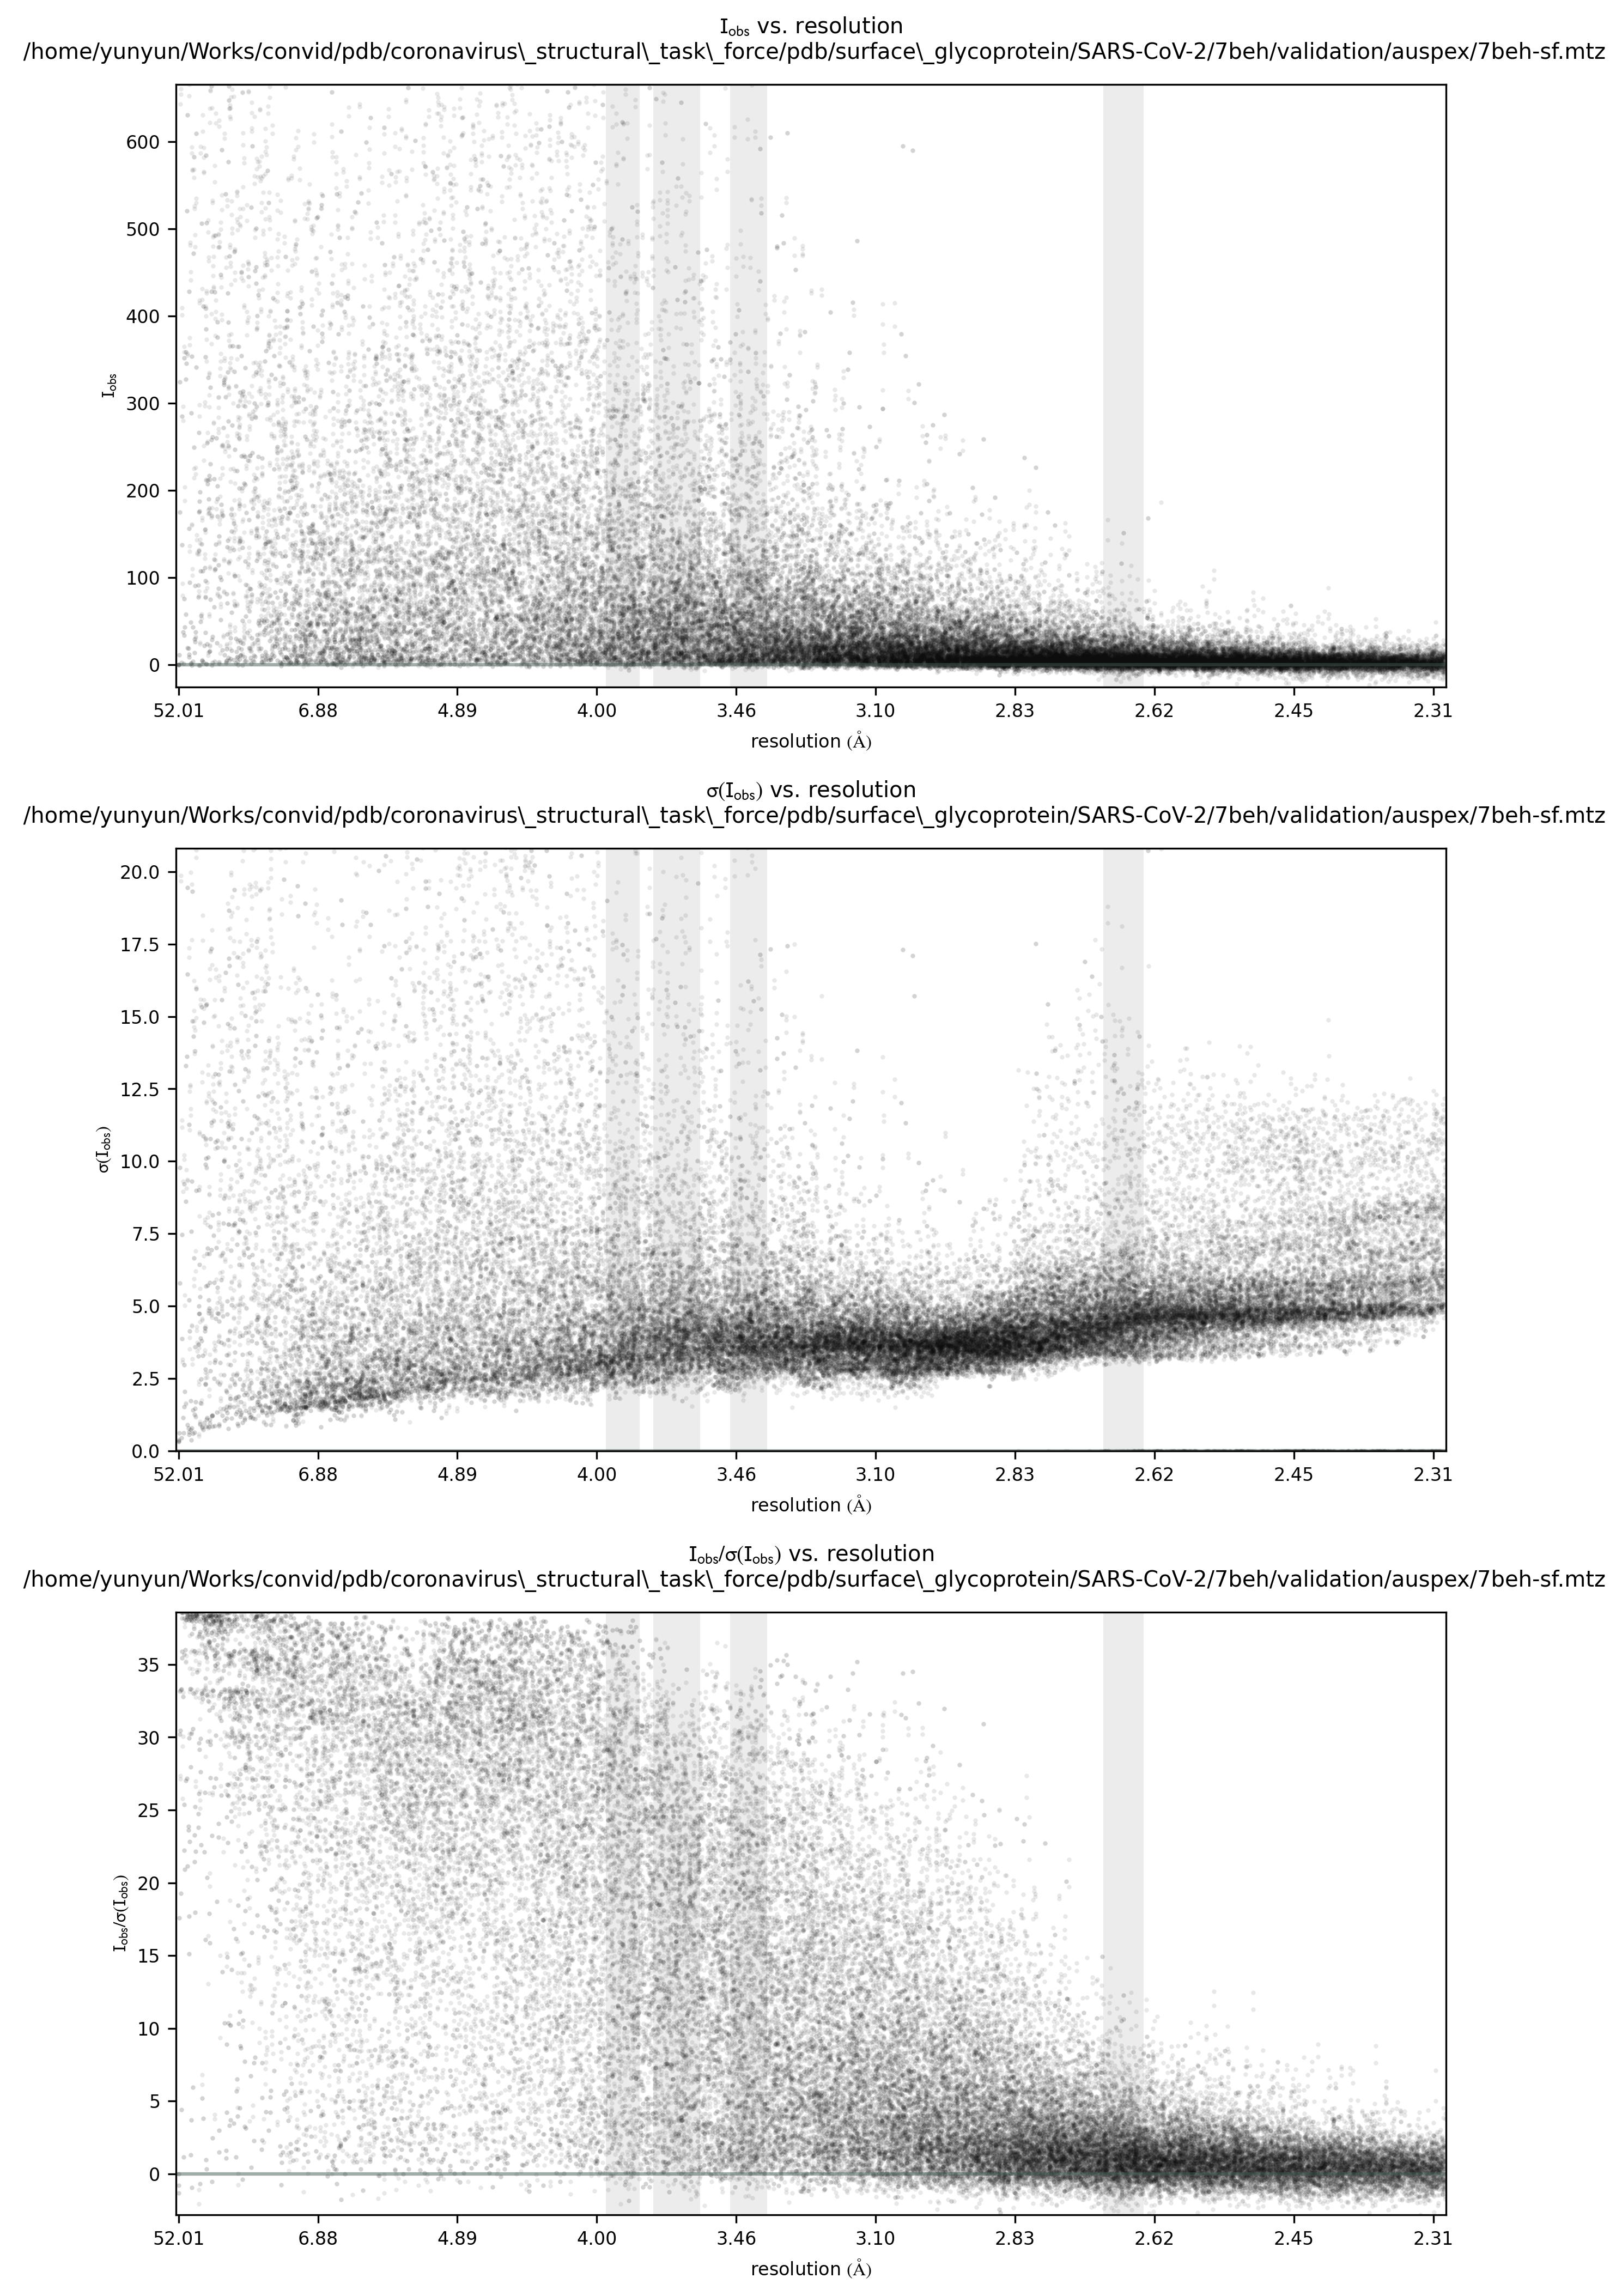 Iobs vs. resolution
/home/yunyun/Works/convid/pdb/coronavirus\_structural\_task\_force/pdb/surface\_glycoprotein/SARS-CoV-2/7beh/validation/auspex/7beh-sf.mtz
600
500
400
300
200
100
0
Iobs
52.01 6.88 4.89 4.00 3.46 3.10 2.83 2.62 2.45 2.31
resolution (Å)
σ(Iobs) vs. resolution
/home/yunyun/Works/convid/pdb/coronavirus\_structural\_task\_force/pdb/surface\_glycoprotein/SARS-CoV-2/7beh/validation/auspex/7beh-sf.mtz
20.0
17.5
15.0
12.5
10.0
7.5
5.0
2.5
0.0
σ(Iobs)
52.01 6.88 4.89 4.00 3.46 3.10 2.83 2.62 2.45 2.31
resolution (Å)
Iobs/σ(Iobs) vs. resolution
/home/yunyun/Works/convid/pdb/coronavirus\_structural\_task\_force/pdb/surface\_glycoprotein/SARS-CoV-2/7beh/validation/auspex/7beh-sf.mtz
35
30
25
20
15
10
5
0
Iobs/σ(Iobs)
52.01 6.88 4.89 4.00 3.46 3.10 2.83 2.62 2.45 2.31
resolution (Å)